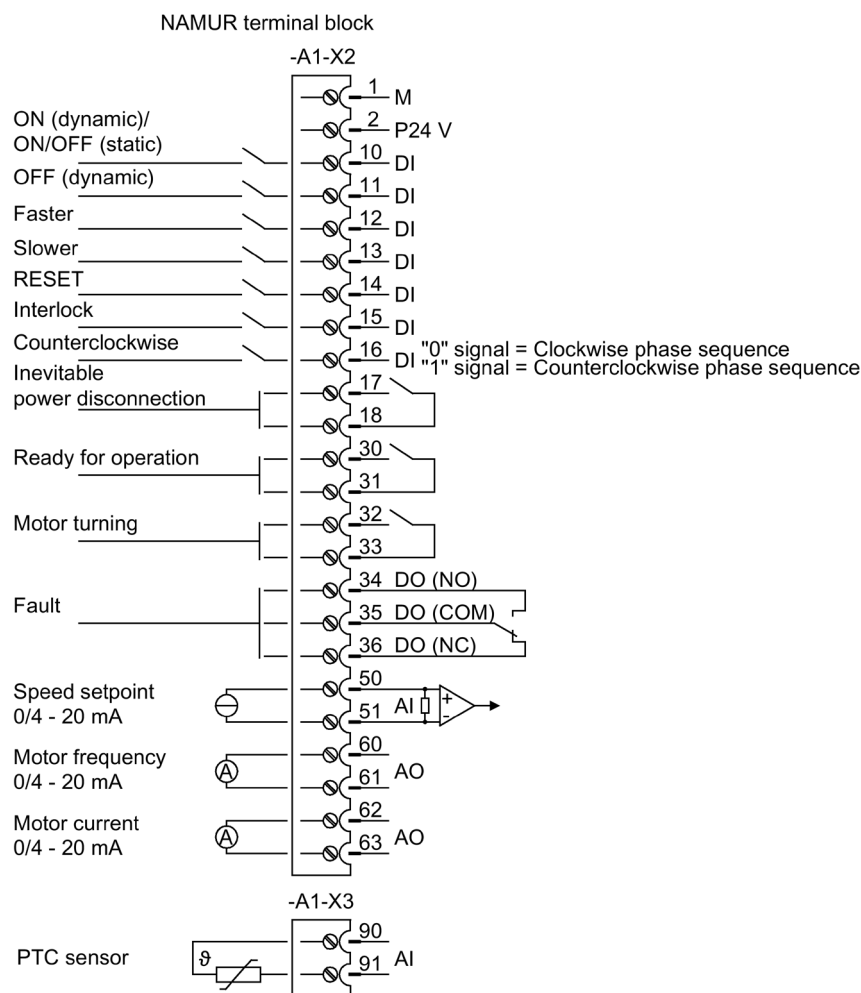 NAMUR terminal block
-A1-X2
1 M
ON (dynamic)/
2 P24 V
ON/OFF (static)
10 DI
OFF (dynamic)
11 DI
Faster
12 DI
Slower
13 DI
RESET
14 DI
Interlock
15 DI
Counterclockwise
16 DI "0" signal = Clockwise phase sequence
"1" signal = Counterclockwise phase sequence
Inevitable
17
power disconnection
18
Ready for operation
30
31
Motor turning
32
33
34 DO (NO)
Fault
35 DO (COM)
36 DO (NC)
Speed setpoint
50
0/4 - 20 mA
51 AI + -
Motor frequency
60
0/4 - 20 mA
A
61 AO
Motor current
62
0/4 - 20 mA
A
63 AO
-A1-X3
90
PTC sensor
ϑ
91 AI